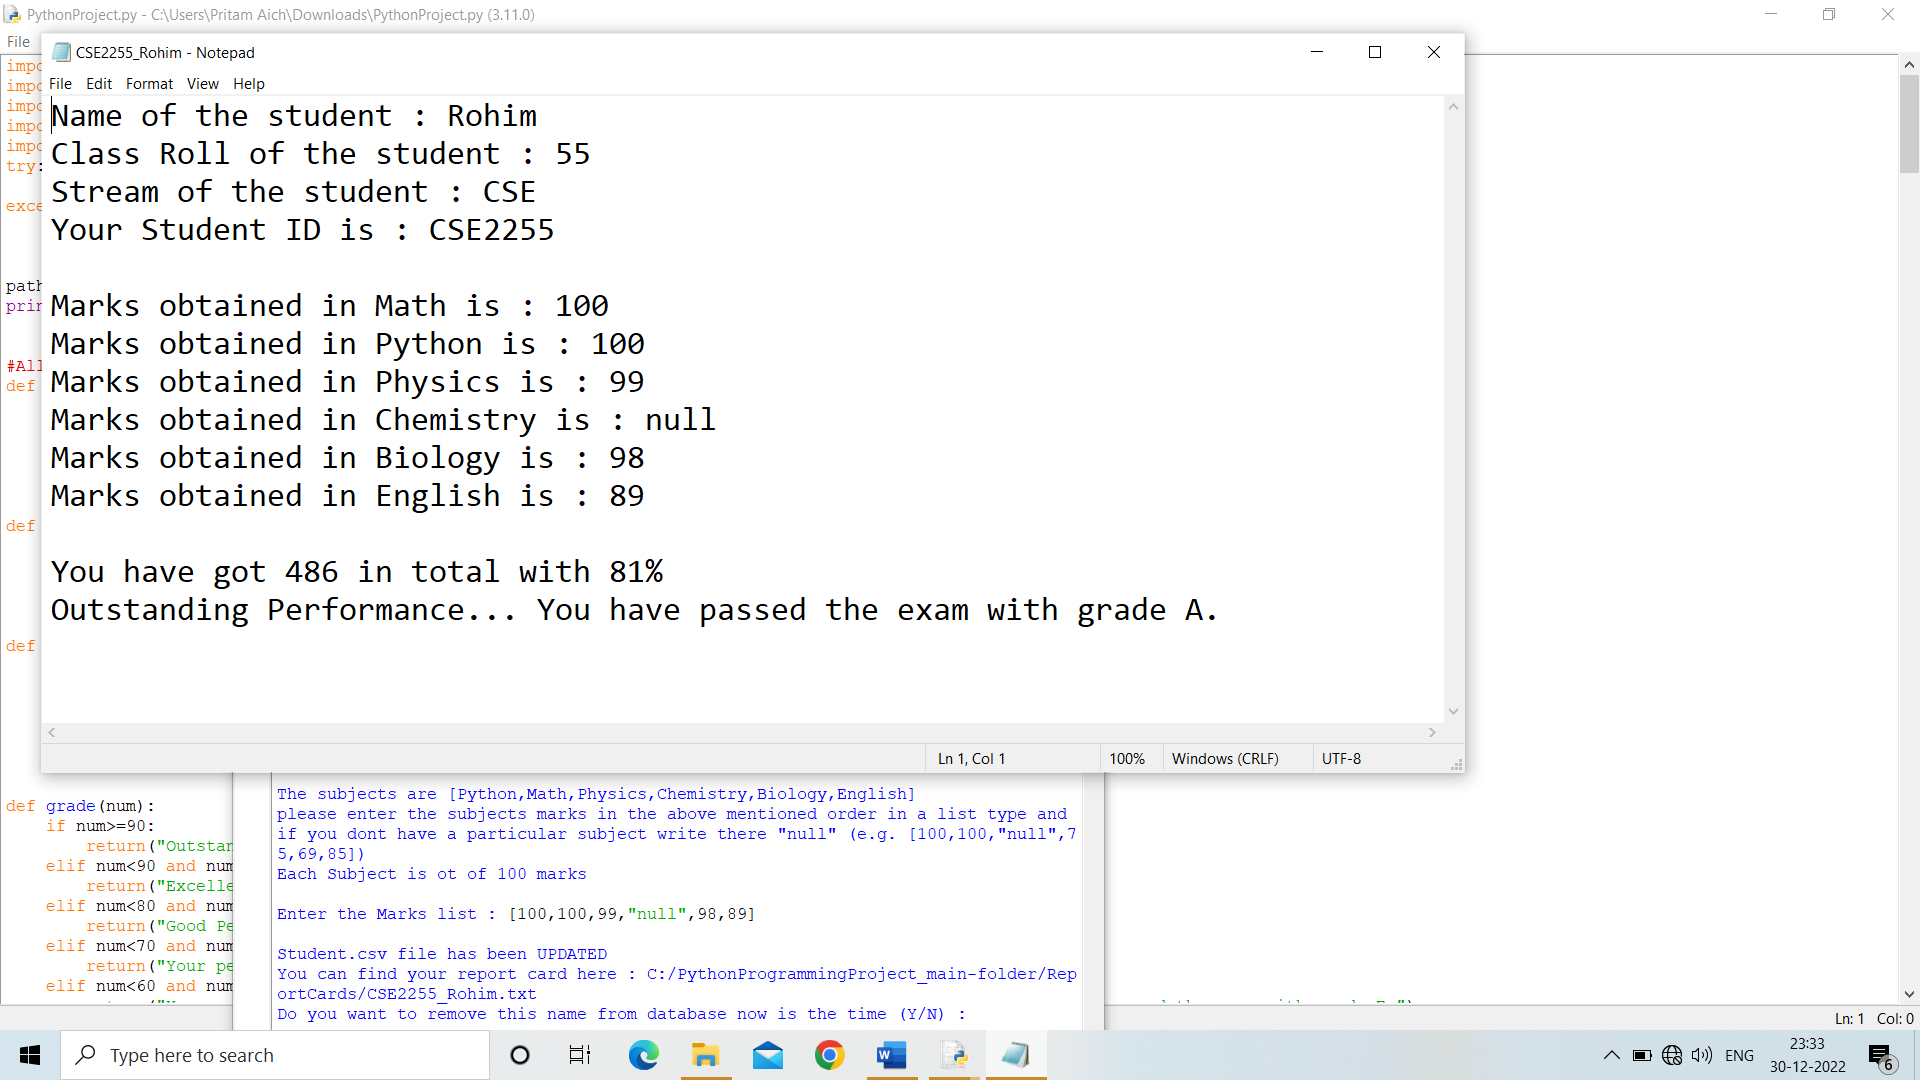 PythonProject.py - C:\Users\Pritam Aich\Downloads\PythonProject.py (3.11.0)
File
CSE2255_Rohim - Notepad
File Edit Format View Help
Name of the student : Rohim
Class Roll of the student : 55
Stream of the student : CSE
Your Student ID is : CSE2255
Marks obtained in Math is : 100
Marks obtained in Python is : 100
Marks obtained in Physics is : 99
Marks obtained in Chemistry is : null
Marks obtained in Biology is : 98
Marks obtained in English is : 89
You have got 486 in total with 81%
Outstanding Performance... You have passed the exam with grade A.
Ln 1, Col 1 100% Windows (CRLF) UTF-8
impo
impo
impo
impo
impo
try:
exce
path
prin
#All
def
def
def
def grade(num):
if num>=90:
return("Outstan
elif num<90 and num
return("Excelle
elif num<80 and num
return("Good Pe
elif num<70 and num
return("Your pe
elif num<60 and num
The subjects are [Python,Math,Physics,Chemistry,Biology,English]
please enter the subjects marks in the above mentioned order in a list type and
if you dont have a particular subject write there "null" (e.g. [100,100,"null",7
5,69,85])
Each Subject is ot of 100 marks
Enter the Marks list : [100,100,99,"null",98,89]
Student.csv file has been UPDATED
You can find your report card here : C:/PythonProgrammingProject_main-folder/Rep
ortCards/CSE2255_Rohim.txt
Do you want to remove this name from database now is the time (Y/N) :
Ln: 1 Col: 0
Type here to search
ENG
23:33
30-12-2022
6